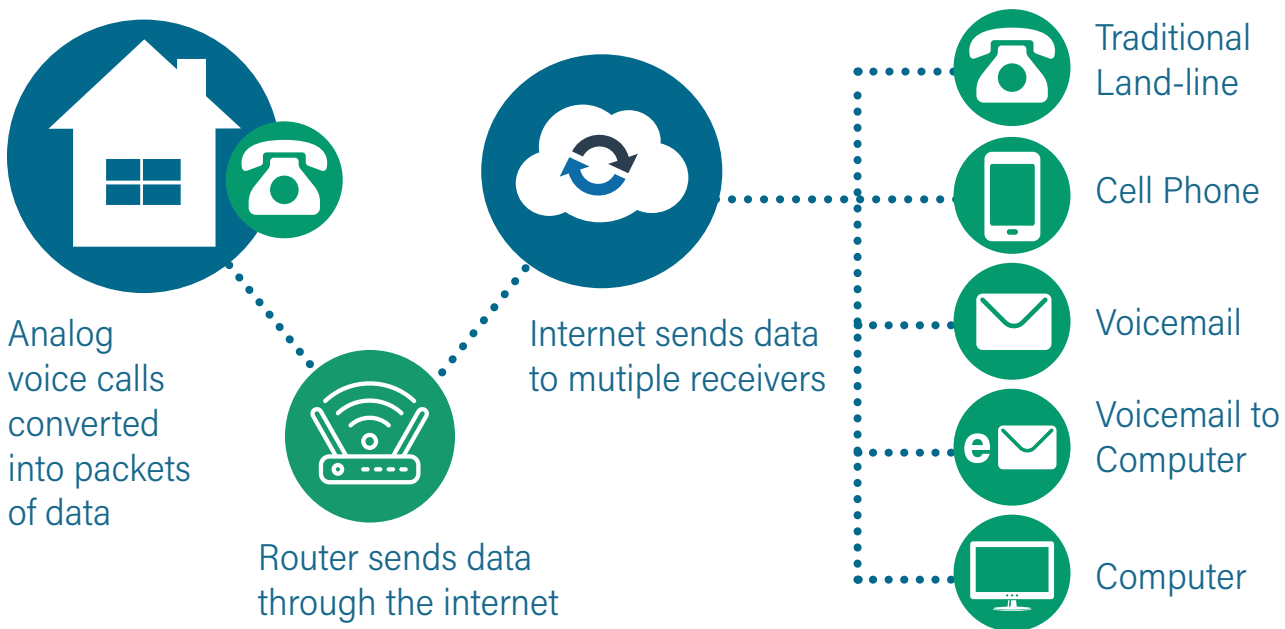 Analog
voice calls
converted
into packets
of data
Router sends data
through the internet
Internet sends data
to mutiple receivers
Traditional
Land-line
Cell Phone
Voicemail
e
Voicemail to
Computer
Computer